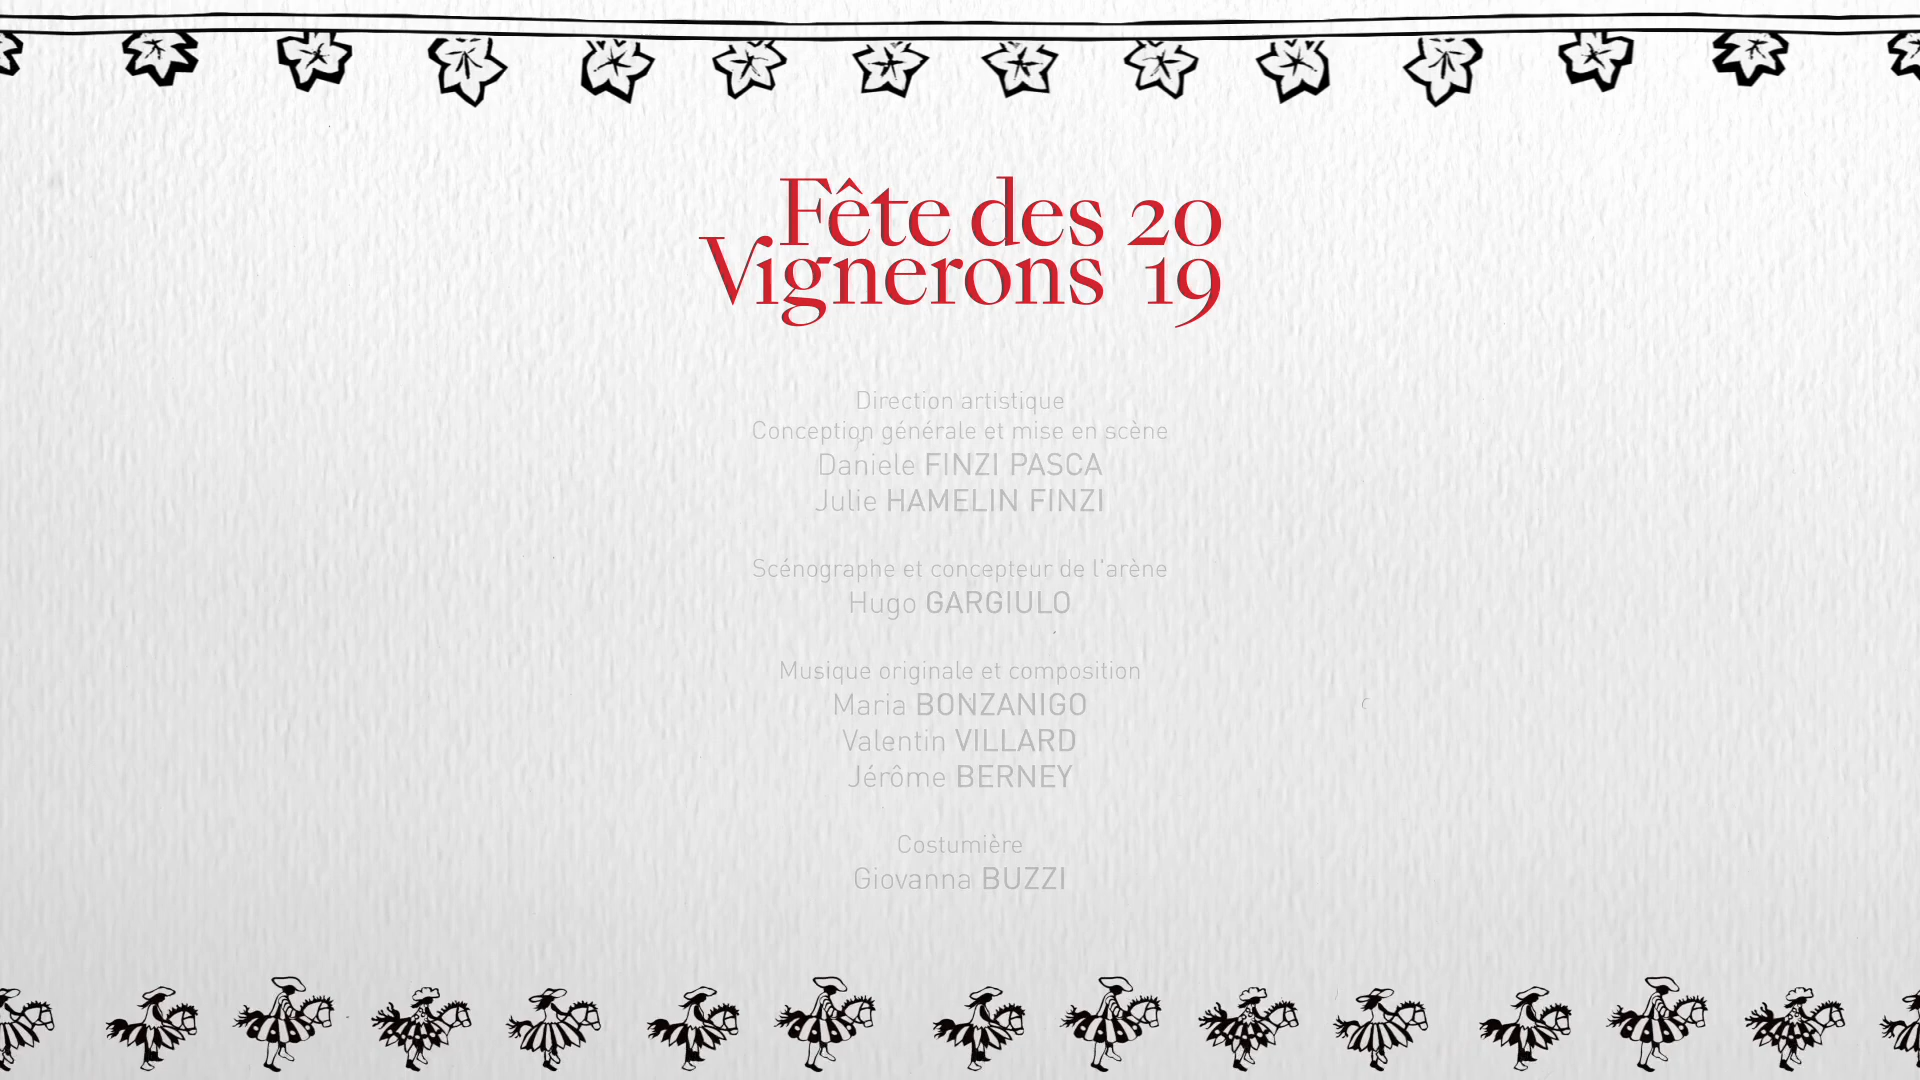 Fête des 20
Vignerons 19
Direction artistique
Conception générale et mise en scène
Daniele FINZI PASCA
Julie HAMELIN FINZI
Scénographe et concepteur de l'arène
Hugo GARGIULO
Musique originale et composition
Maria BONZANIGO
Valentin VILLARD
Jérôme BERNEY
Costumière
Giovanna BUZZI